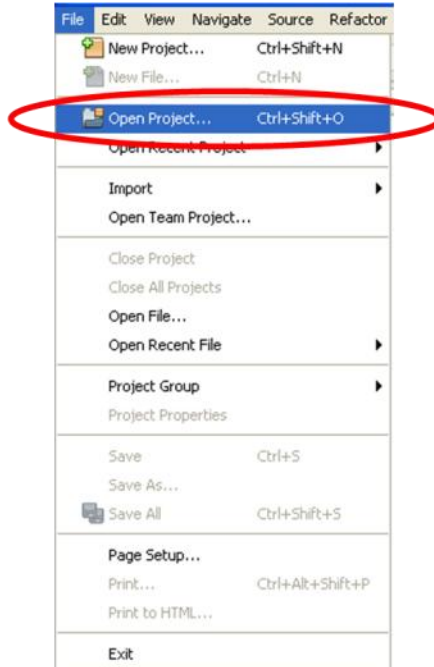 File Edit View Navigate Source Refactor
New Project... Ctrl+Shift+N
New File... Ctrl+N
Open Project... Ctrl+Shift+O
Open Recent Project
Import
Open Team Project...
Close Project
Close All Projects
Open File...
Open Recent File
Project Group
Project Properties
Save Ctrl+S
Save As...
Save All Ctrl+Shift+S
Page Setup...
Print... Ctrl+Alt+Shift+P
Print to HTML...
Exit